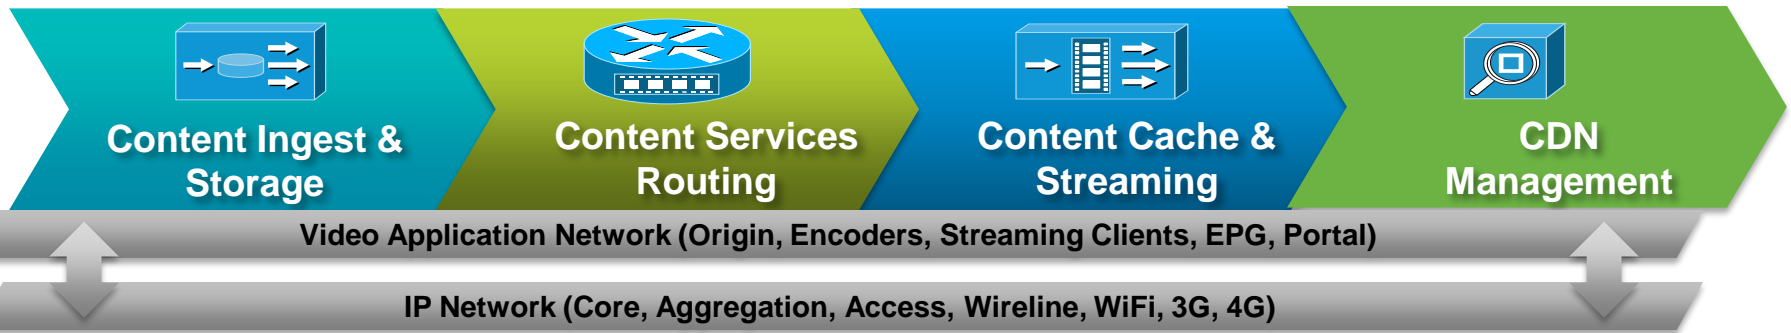 Content Ingest &
Storage
Content Services
Routing
Content Cache &
Streaming
CDN
Management
Video Application Network (Origin, Encoders, Streaming Clients, EPG, Portal)
IP Network (Core, Aggregation, Access, Wireline, WiFi, 3G, 4G)